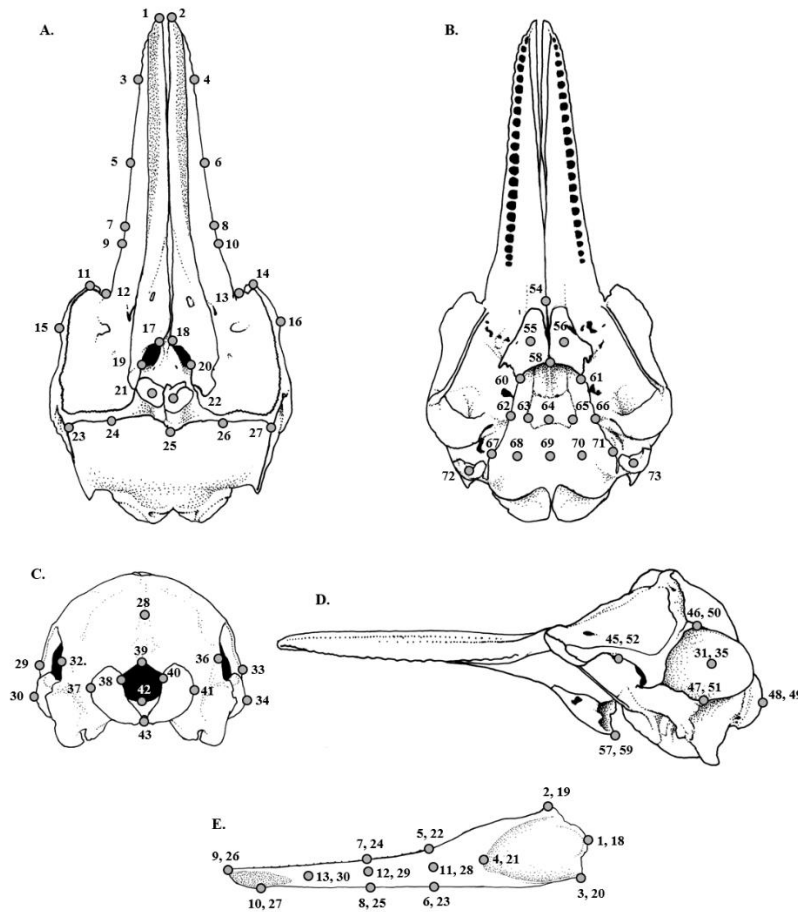 1 2
A. B.
3 4
5 6
7 8
9 10
11 12 13 14
15 16
17 18
19 20
21 22
23 24 25 26 27
54
55 56
58
60 61
62 63 64 65 66
67 68 69 70 71
72 73
C. D.
28
29 32. 36 33
39
30 37 38 40 41 34
42
43
46, 50
45, 52 31, 35
47, 51
48, 49
57, 59
E.
2, 19
5, 22
7, 24 1, 18
9, 26 4, 21
13, 30 12, 29 11, 28
10, 27 8, 25 6, 23 3, 20